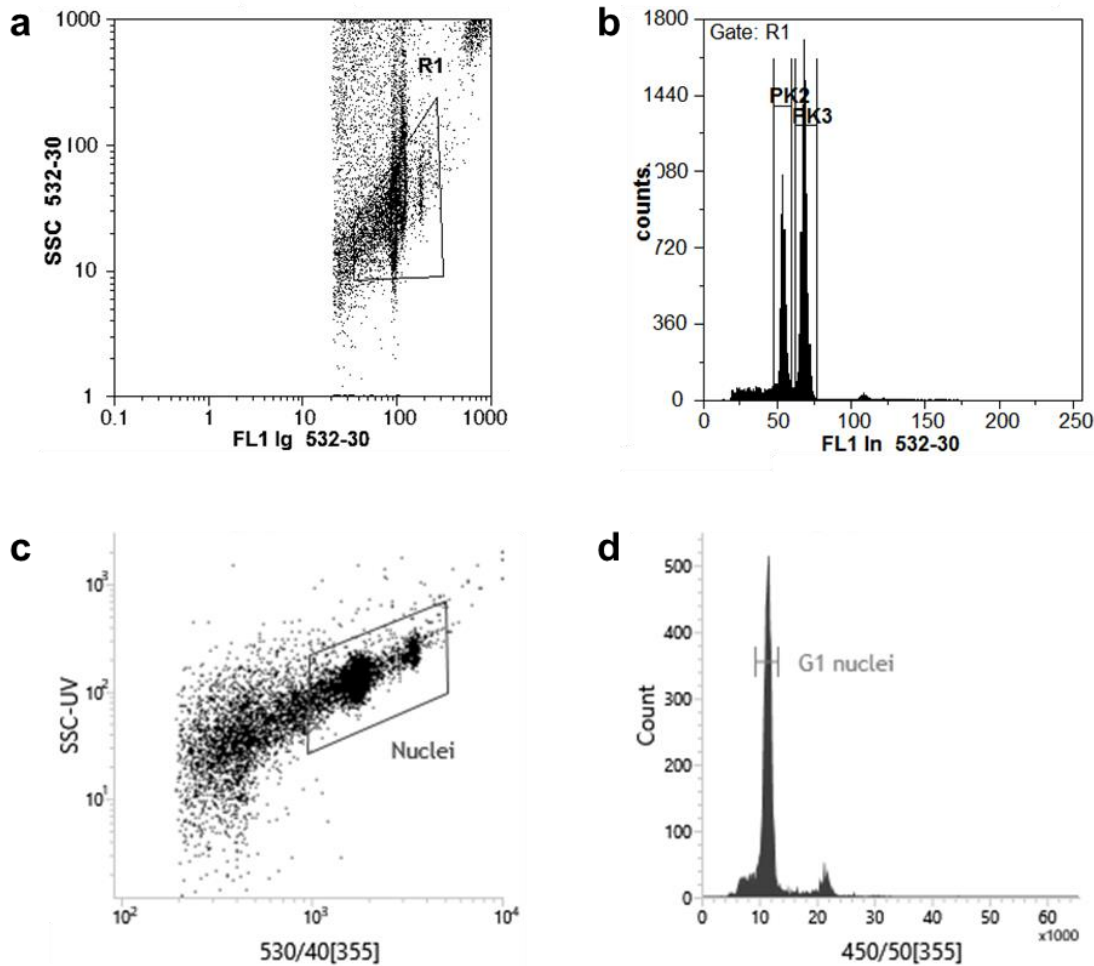 a
1000
100
10
1
SSC 532-30
R1
0.1 1 10 100 1000
FL1 lg 532-30
b
1800
1440
080
720
360
0
counts
Gate: R1
PK2
PK3
0 50 100 150 200 250
FL1 ln 532-30
c
10³
10²
10¹
SSC-UV
Nuclei
10² 10³ 10⁴
530/40[355]
d
500
400
300
200
100
0
Count
G1 nuclei
0 10 20 30 40 50 60
x1000
450/50[355]